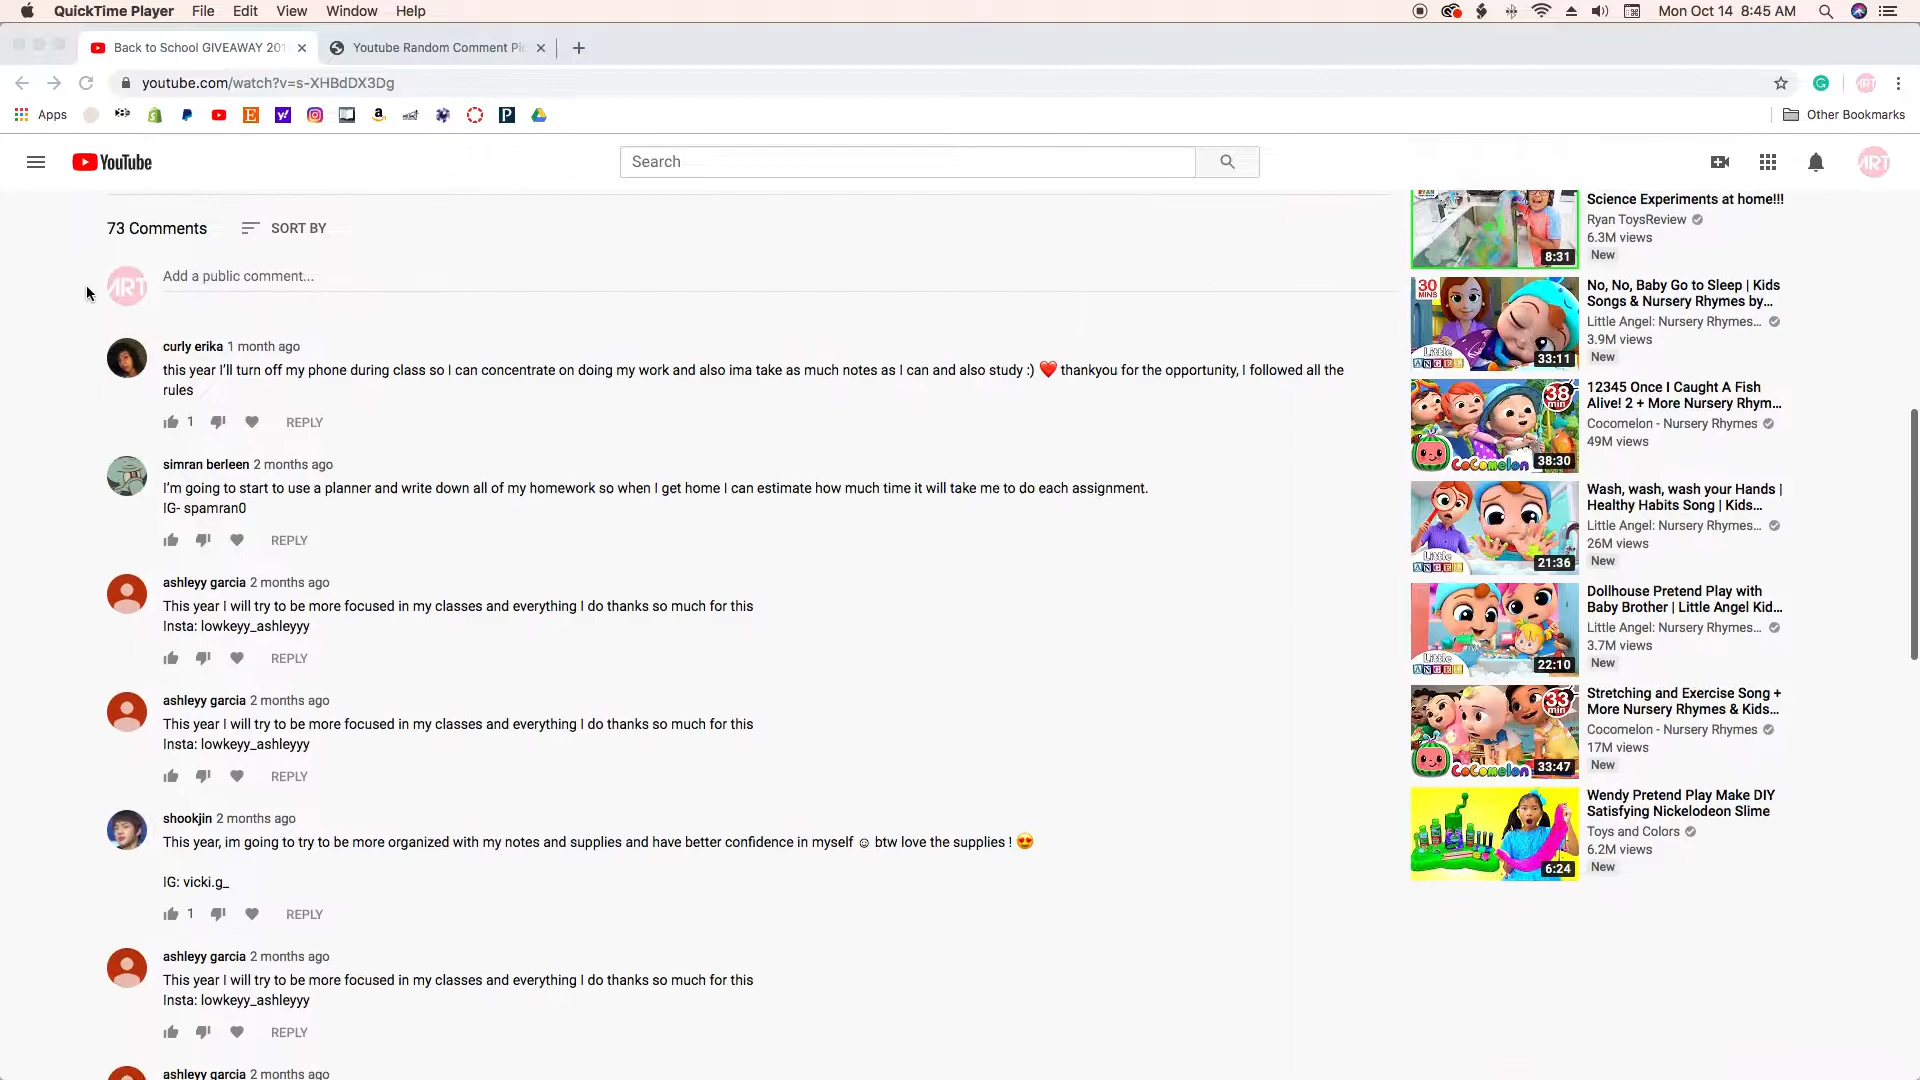 QuickTime Player File Edit View Window Help
Mon Oct 14 8:45 AM
Back to School GIVEAWAY 201
Youtube Random Comment Pi
youtube.com/watch?v=s-XHBdDX3Dg
Apps
Other Bookmarks
YouTube
Search
ART
73 Comments
SORT BY
ART
Add a public comment...
curly erika 1 month ago
this year I'll turn off my phone during class so I can concentrate on doing my work and also ima take as much notes as I can and also study :) ❤️ thankyou for the opportunity, I followed all the
rules
1 REPLY
simran berleen 2 months ago
I'm going to start to use a planner and write down all of my homework so when I get home I can estimate how much time it will take me to do each assignment.
IG- spamran0
REPLY
ashleyy garcia 2 months ago
This year I will try to be more focused in my classes and everything I do thanks so much for this
Insta: lowkeyy_ashleyyy
REPLY
ashleyy garcia 2 months ago
This year I will try to be more focused in my classes and everything I do thanks so much for this
Insta: lowkeyy_ashleyyy
REPLY
shookjin 2 months ago
This year, im going to try to be more organized with my notes and supplies and have better confidence in myself ☺ btw love the supplies ! 😍
IG: vicki.g_
1 REPLY
ashleyy garcia 2 months ago
This year I will try to be more focused in my classes and everything I do thanks so much for this
Insta: lowkeyy_ashleyyy
REPLY
ashleyy garcia 2 months ago
Science Experiments at home!!!
Ryan ToysReview
6.3M views
New
8:31
No, No, Baby Go to Sleep | Kids
Songs & Nursery Rhymes by...
Little Angel: Nursery Rhymes...
3.9M views
New
30 MINS
Little ANGEL
33:11
12345 Once I Caught A Fish
Alive! 2 + More Nursery Rhym...
Cocomelon - Nursery Rhymes
49M views
38 min
CoComelon
38:30
Wash, wash, wash your Hands |
Healthy Habits Song | Kids...
Little Angel: Nursery Rhymes...
26M views
New
Little ANGEL
21:36
Dollhouse Pretend Play with
Baby Brother | Little Angel Kid...
Little Angel: Nursery Rhymes...
3.7M views
New
Little ANGEL
22:10
Stretching and Exercise Song +
More Nursery Rhymes & Kids...
Cocomelon - Nursery Rhymes
17M views
New
33 min
CoComelon
33:47
Wendy Pretend Play Make DIY
Satisfying Nickelodeon Slime
Toys and Colors
6.2M views
New
6:24